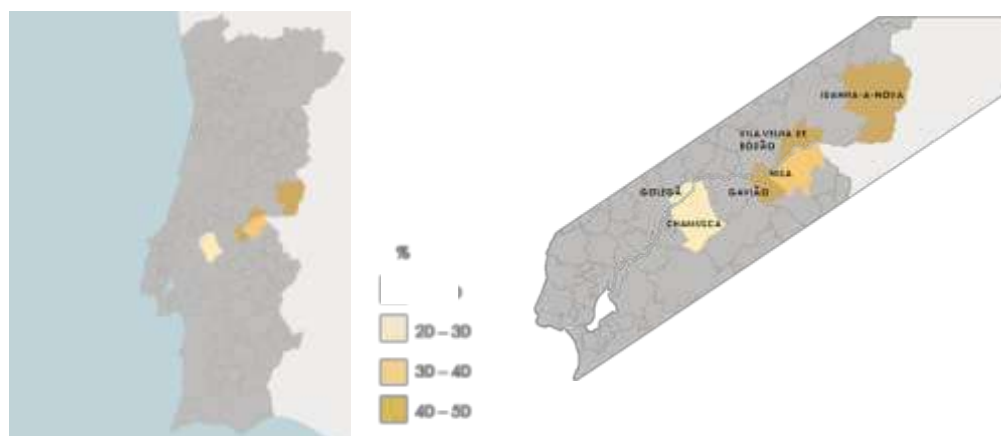 IDANHA-A-NOVA
VILA VELHA DE
RÓDÃO
NISA
GOLEGÃ
GAVIÃO
CHAMUSCA
%
20 – 30
30 – 40
40 – 50